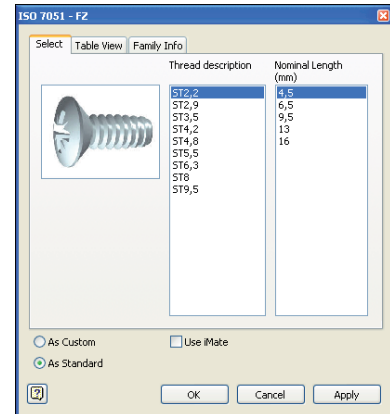 ISO 7051 - FZ
Select
Table View
Family Info
Thread description
Nominal Length
(mm)
ST2,2
ST2,9
ST3,5
ST4,2
ST4,8
ST5,5
ST6,3
ST8
ST9,5
4,5
6,5
9,5
13
16
As Custom
Use iMate
As Standard
?
OK
Cancel
Apply